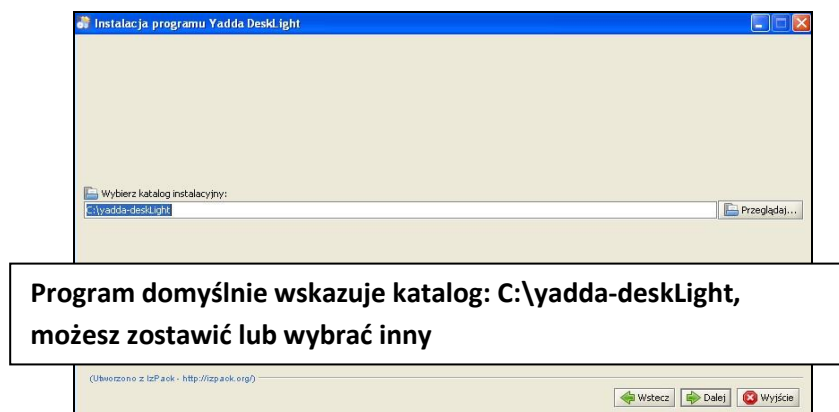 Instalacja programu Yadda DeskLight
Wybierz katalog instalacyjny:
C:\yadda-deskLight
Przeglądaj...
Program domyślnie wskazuje katalog: C:\yadda-deskLight,
możesz zostawić lub wybrać inny
(Utworzono z IzPack - http://izpack.org/)
Wstecz Dalej Wyjście